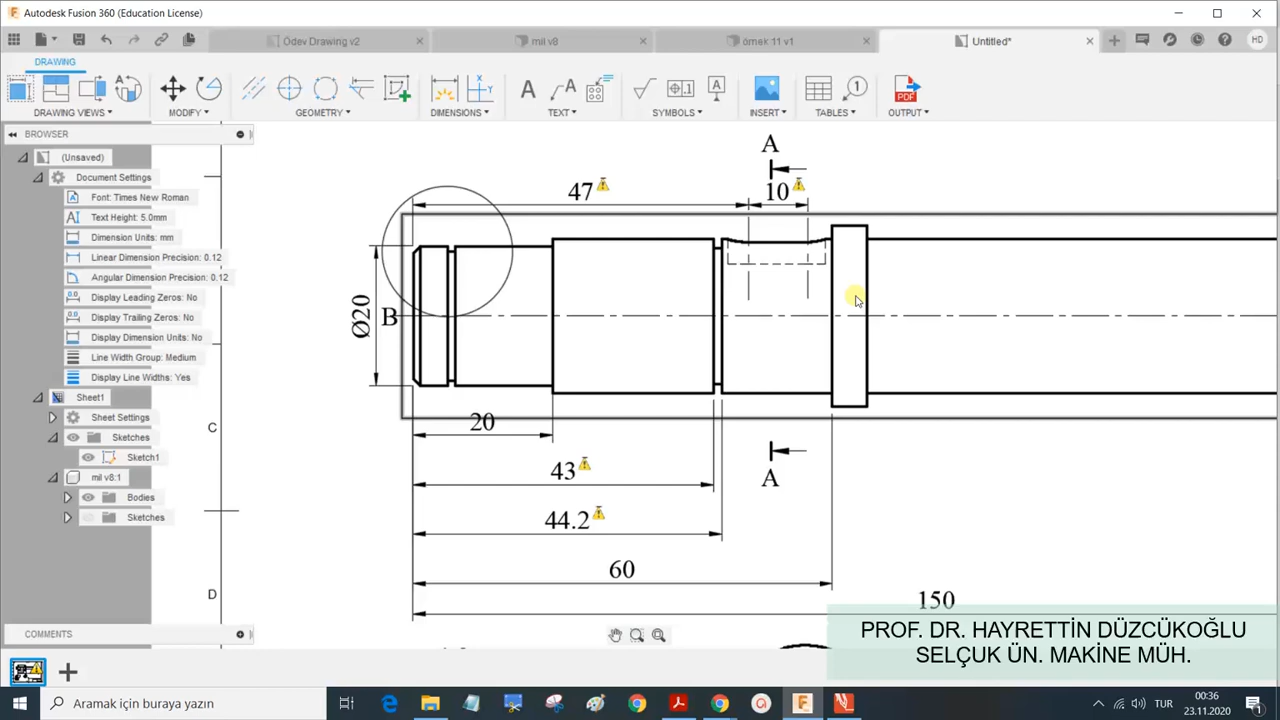 Autodesk Fusion 360 (Education License)
Ödev Drawing v2
mil v8
örnek 11 v1
Untitled*
HD
DRAWING
DRAWING VIEWS
MODIFY
GEOMETRY
DIMENSIONS
TEXT
SYMBOLS
INSERT
TABLES
OUTPUT
BROWSER
(Unsaved)
Document Settings
Font: Times New Roman
Text Height: 5.0mm
Dimension Units: mm
Linear Dimension Precision: 0.12
Angular Dimension Precision: 0.12
Display Leading Zeros: No
Display Trailing Zeros: No
Display Dimension Units: No
Line Width Group: Medium
Display Line Widths: Yes
Sheet1
Sheet Settings
Sketches
Sketch1
mil v8:1
Bodies
Sketches
COMMENTS
A
47
10
Ø20
B
20
43
A
44.2
60
150
C
D
PROF. DR. HAYRETTİN DÜZCÜKOĞLU
SELÇUK ÜN. MAKİNE MÜH.
Aramak için buraya yazın
TUR
00:36
23.11.2020